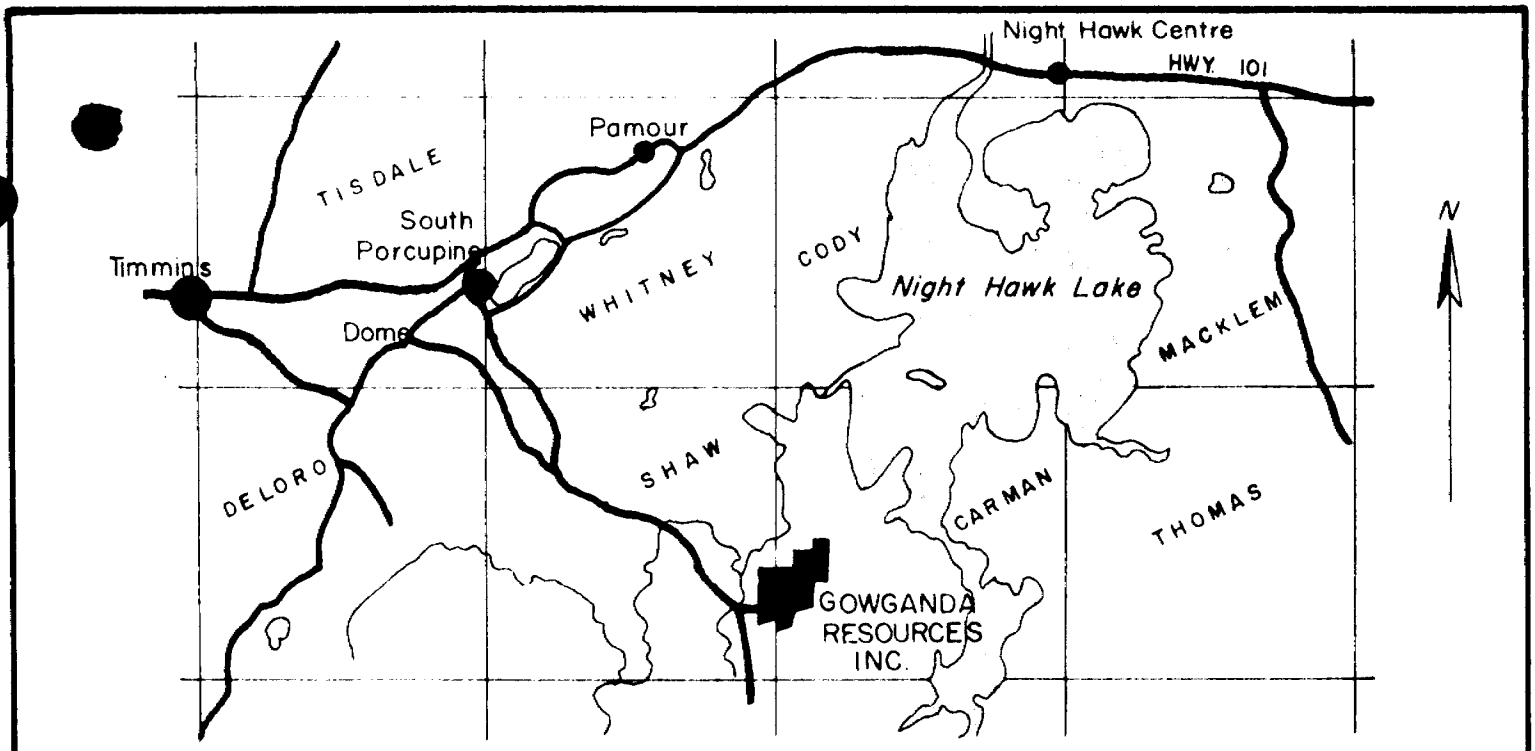 Night Hawk Centre
HWY. 101
Pamour
TISDALE
South
Porcupine
Timmins
WHITNEY
CODY
Night Hawk Lake
N
Dome
MACKLEM
DELORO
SHAW
CARMAN
THOMAS
GOWGANDA
RESOURCES
INC.